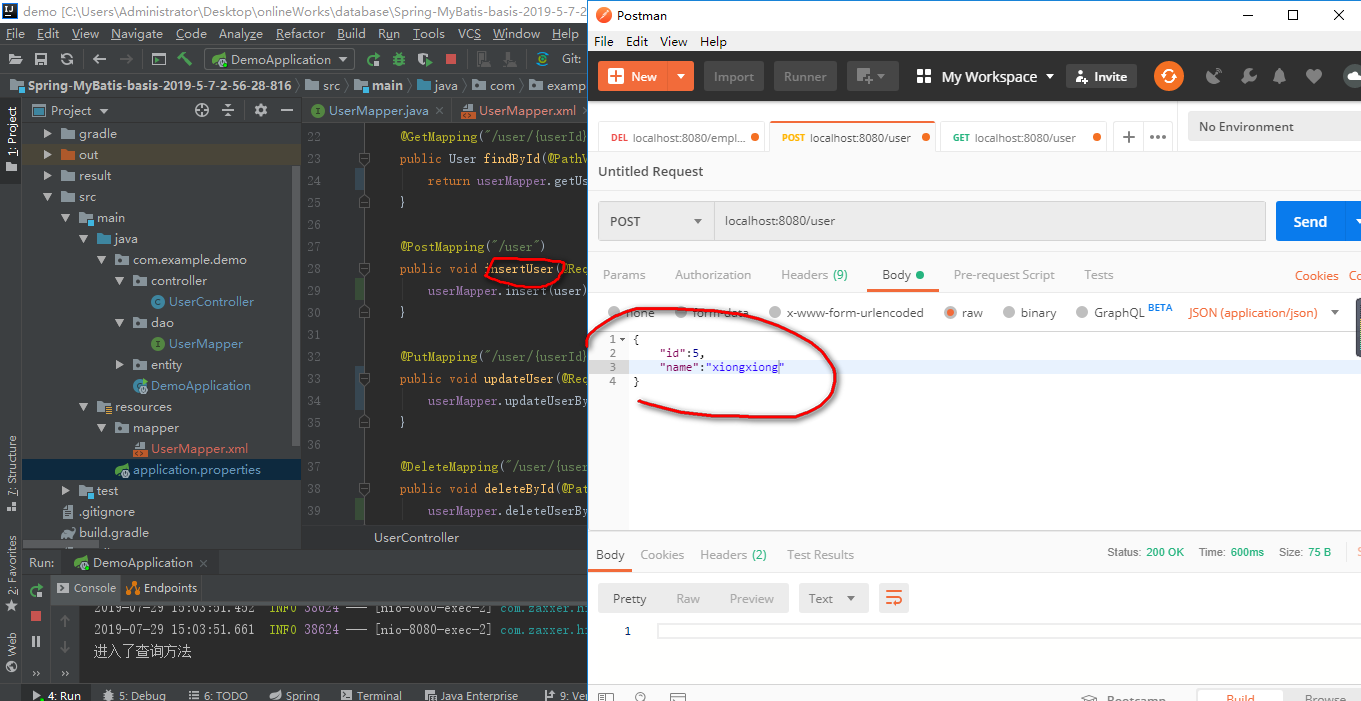 demo [C:\Users\Administrator\Desktop\onlineWorks\database\Spring-MyBatis-basis-2019-5-7-2
File Edit View Navigate Code Analyze Refactor Build Run Tools VCS Window Help
DemoApplication Git:
Spring-MyBatis-basis-2019-5-7-2-56-28-816 src main java com examp
1: Project
7: Structure
2: Favorites
Web
Project
gradle
out
result
src
main
java
com.example.demo
controller
UserController
dao
UserMapper
entity
DemoApplication
resources
mapper
UserMapper.xml
application.properties
test
.gitignore
build.gradle
UserMapper.java UserMapper.xml
22 @GetMapping("/user/{userId}
23 public User findById(@PathV
24 return userMapper.getUs
25 }
26
27 @PostMapping("/user")
28 public void insertUser(@Req
29 userMapper.insert(user)
30 }
31
32 @PutMapping("/user/{userId}
33 public void updateUser(@Req
34 userMapper.updateUserBy
35 }
36
37 @DeleteMapping("/user/{user
38 public void deleteById(@Pat
39 userMapper.deleteUserBy
UserController
Run: DemoApplication
Console Endpoints
2019-07-29 15:03:51.452 INFO 38624 --- [nio-8080-exec-2] com.zaxxer.hi
2019-07-29 15:03:51.661 INFO 38624 --- [nio-8080-exec-2] com.zaxxer.hi
进入了查询方法
4: Run 5: Debug 6: TODO Spring Terminal Java Enterprise 9: Ve
Postman
File Edit View Help
New Import Runner My Workspace Invite
DEL localhost:8080/empl... POST localhost:8080/user GET localhost:8080/user
No Environment
Untitled Request
POST localhost:8080/user Send
Params Authorization Headers (9) Body Pre-request Script Tests Cookies Co
none form-data x-www-form-urlencoded raw binary GraphQL BETA JSON (application/json)
1 {
2 "id":5,
3 "name":"xiongxiong"
4 }
Body Cookies Headers (2) Test Results Status: 200 OK Time: 600ms Size: 75 B
Pretty Raw Preview Text
1
Bootcamp Build Browse